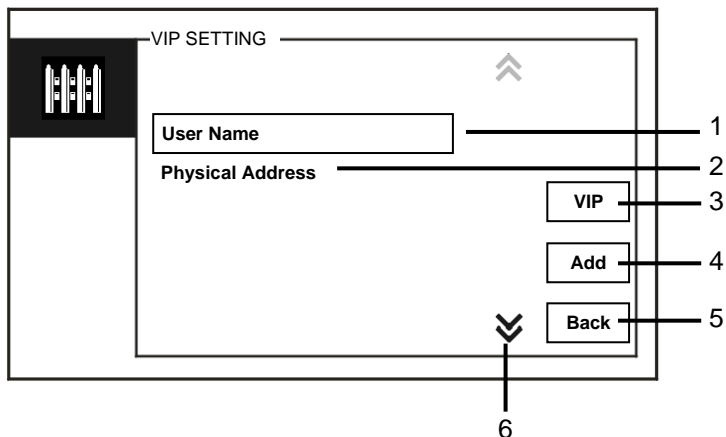 VIP SETTING
User Name
1
Physical Address
2
VIP
3
Add
4
Back
5
6